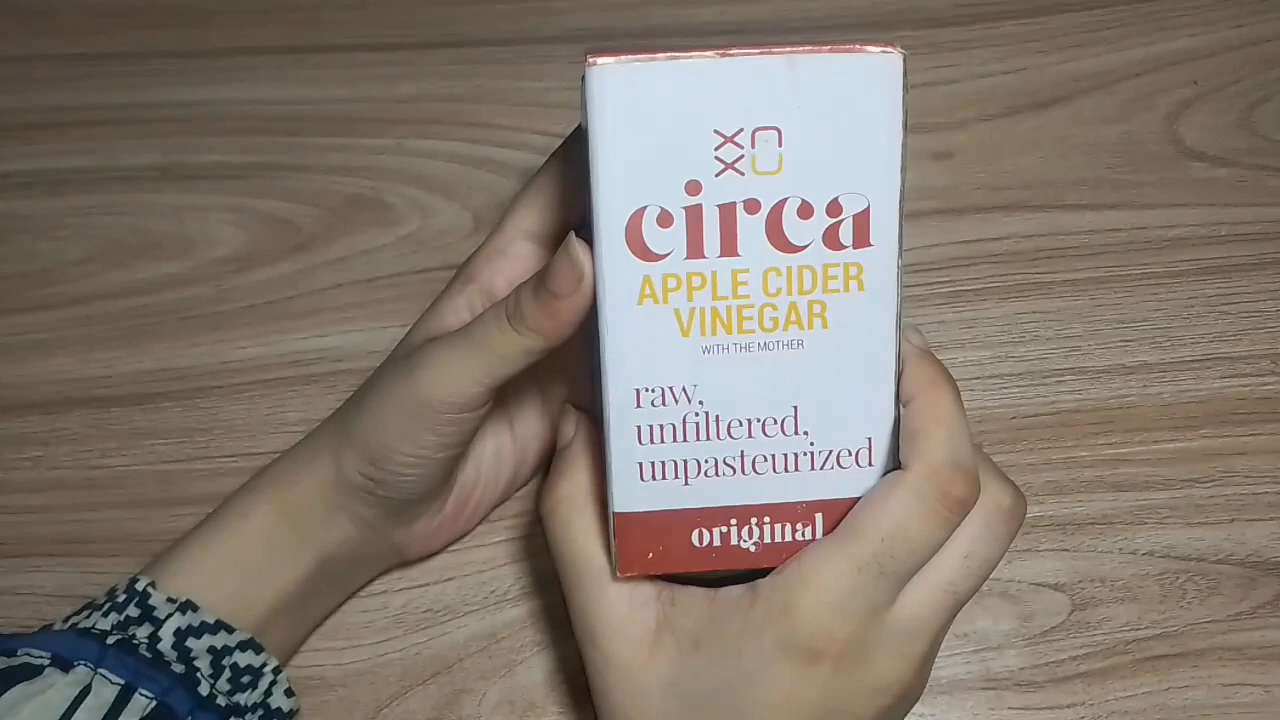 circa
APPLE CIDER
VINEGAR
WITH THE MOTHER
raw,
unfiltered,
unpasteurized
original